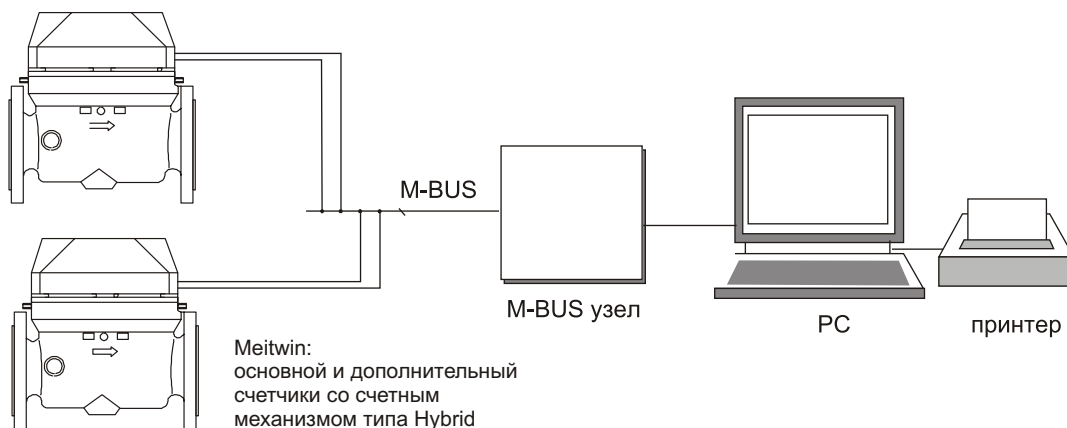 M-BUS
M-BUS узел
PC
принтер
Meitwin:
основной и дополнительный
счетчики со счетным
механизмом типа Hybrid